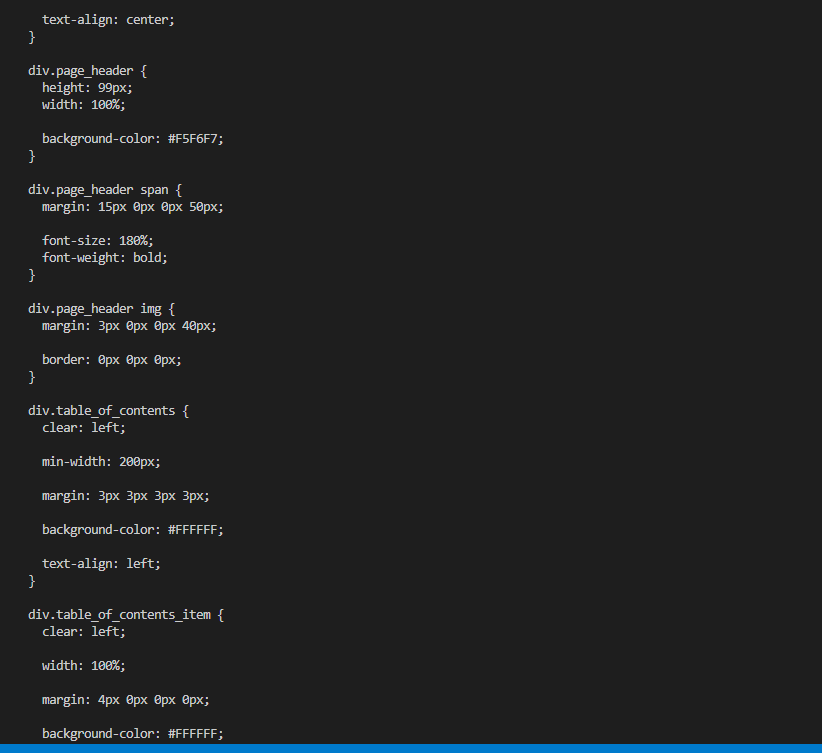 text-align: center;
}
div.page_header {
height: 99px;
width: 100%;
background-color: #F5F6F7;
}
div.page_header span {
margin: 15px 0px 0px 50px;
font-size: 180%;
font-weight: bold;
}
div.page_header img {
margin: 3px 0px 0px 40px;
border: 0px 0px 0px;
}
div.table_of_contents {
clear: left;
min-width: 200px;
margin: 3px 3px 3px 3px;
background-color: #FFFFFF;
text-align: left;
}
div.table_of_contents_item {
clear: left;
width: 100%;
margin: 4px 0px 0px 0px;
background-color: #FFFFFF;